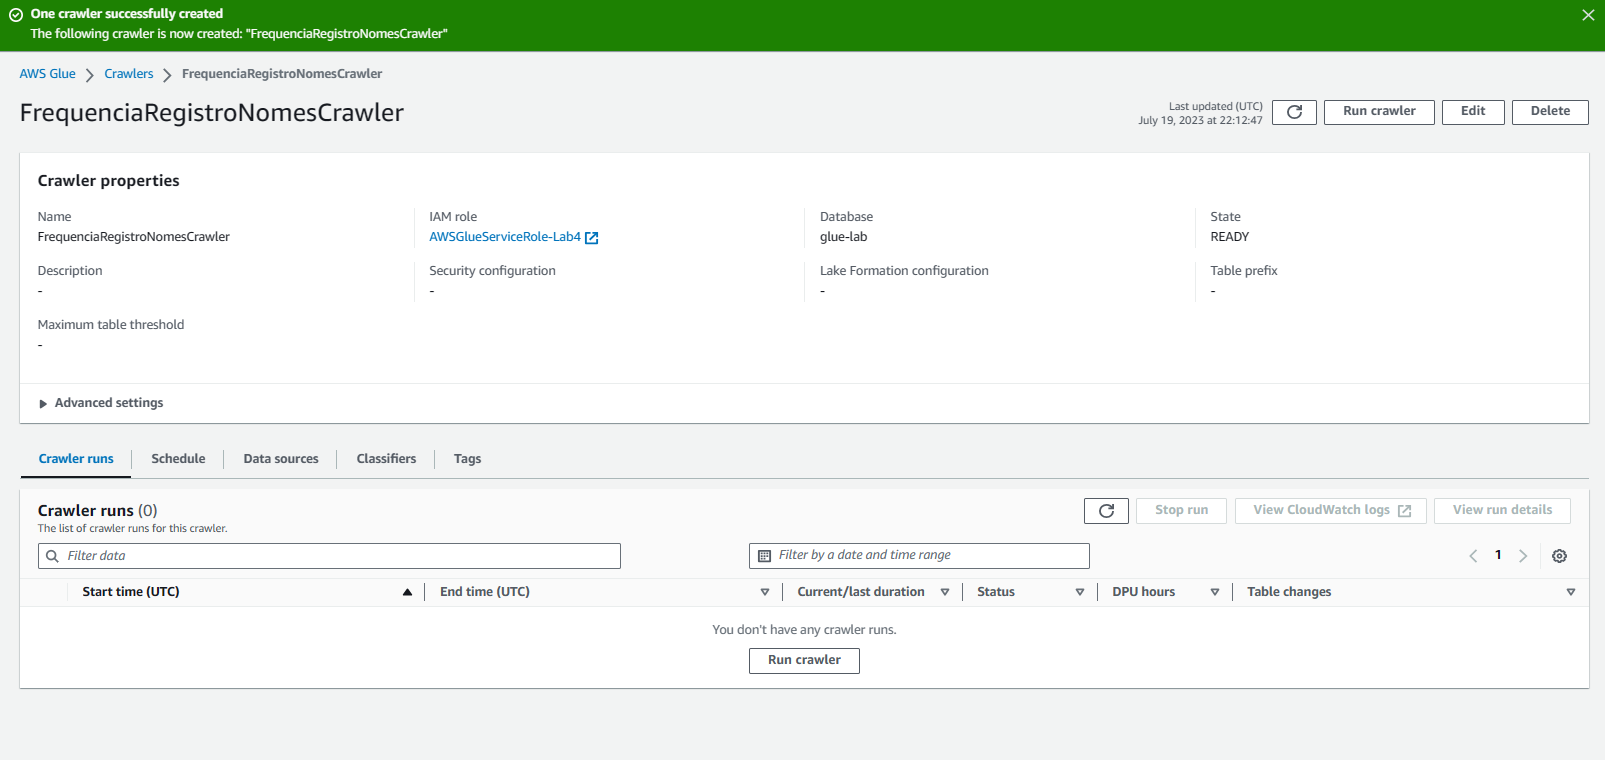 One crawler successfully created
The following crawler is now created: "FrequenciaRegistroNomesCrawler"
AWS Glue
Crawlers
FrequenciaRegistroNomesCrawler
FrequenciaRegistroNomesCrawler
Last updated (UTC)
July 19, 2023 at 22:12:47
Run crawler
Edit
Delete
Crawler properties
Name
FrequenciaRegistroNomesCrawler
IAM role
AWSGlueServiceRole-Lab4
Database
glue-lab
State
READY
Description
-
Security configuration
-
Lake Formation configuration
-
Table prefix
-
Maximum table threshold
-
Advanced settings
Crawler runs
Schedule
Data sources
Classifiers
Tags
Crawler runs (0)
The list of crawler runs for this crawler.
Stop run
View CloudWatch logs
View run details
Filter data
Filter by a date and time range
1
Start time (UTC)
End time (UTC)
Current/last duration
Status
DPU hours
Table changes
You don't have any crawler runs.
Run crawler